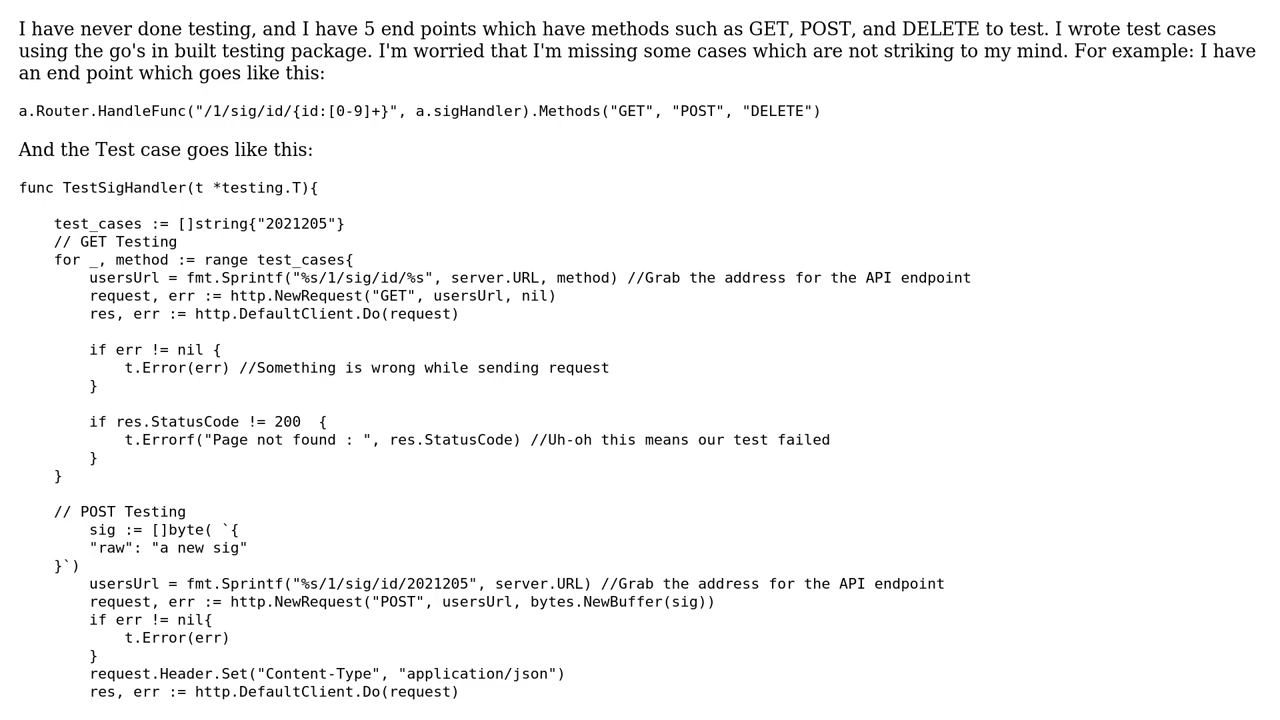 I have never done testing, and I have 5 end points which have methods such as GET, POST, and DELETE to test. I wrote test cases
using the go's in built testing package. I'm worried that I'm missing some cases which are not striking to my mind. For example: I have
an end point which goes like this:
a.Router.HandleFunc("/1/sig/id/{id:[0-9]+}", a.sigHandler).Methods("GET", "POST", "DELETE")
And the Test case goes like this:
func TestSigHandler(t *testing.T){
    test_cases := []string{"2021205"}
    // GET Testing
    for _, method := range test_cases{
        usersUrl = fmt.Sprintf("%s/1/sig/id/%s", server.URL, method) //Grab the address for the API endpoint
        request, err := http.NewRequest("GET", usersUrl, nil)
        res, err := http.DefaultClient.Do(request)
        if err != nil {
            t.Error(err) //Something is wrong while sending request
        }
        if res.StatusCode != 200  {
            t.Errorf("Page not found : ", res.StatusCode) //Uh-oh this means our test failed
        }
    }
    // POST Testing
        sig := []byte( `{
        "raw": "a new sig"
    }`)
        usersUrl = fmt.Sprintf("%s/1/sig/id/2021205", server.URL) //Grab the address for the API endpoint
        request, err := http.NewRequest("POST", usersUrl, bytes.NewBuffer(sig))
        if err != nil{
            t.Error(err)
        }
        request.Header.Set("Content-Type", "application/json")
        res, err := http.DefaultClient.Do(request)